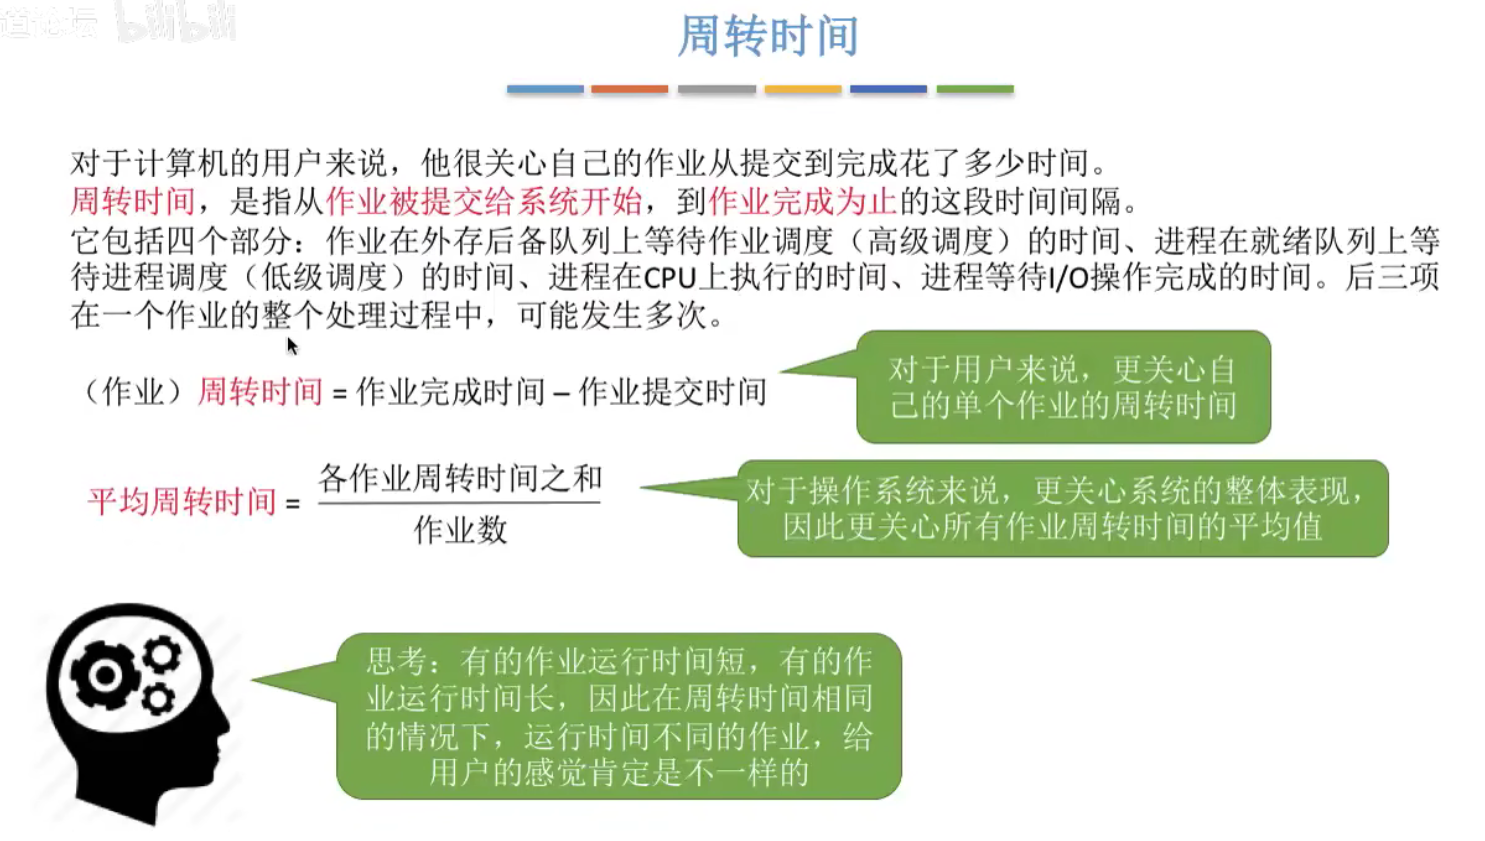 道论坛 bilibili
周转时间
对于计算机的用户来说，他很关心自己的作业从提交到完成花了多少时间。
周转时间，是指从作业被提交给系统开始，到作业完成为止的这段时间间隔。
它包括四个部分：作业在外存后备队列上等待作业调度（高级调度）的时间、进程在就绪队列上等
待进程调度（低级调度）的时间、进程在CPU上执行的时间、进程等待I/O操作完成的时间。后三项
在一个作业的整个处理过程中，可能发生多次。
（作业）周转时间 = 作业完成时间 – 作业提交时间
对于用户来说，更关心自
己的单个作业的周转时间
平均周转时间 =
各作业周转时间之和
作业数
对于操作系统来说，更关心系统的整体表现，
因此更关心所有作业周转时间的平均值
思考：有的作业运行时间短，有的作
业运行时间长，因此在周转时间相同
的情况下，运行时间不同的作业，给
用户的感觉肯定是不一样的